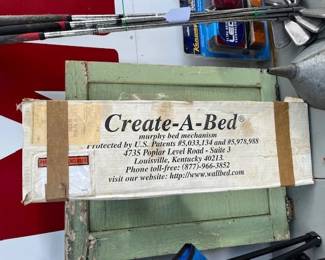 Create-A-Bed®
murphy bed mechanism
Protected by U.S. Patents #5,033,134 and #5,978,988
4735 Poplar Level Road - Suite 3
Louisville, Kentucky 40213.
Phone toll-free: (877)-966-3852
visit our website: http://www.wallbed.com